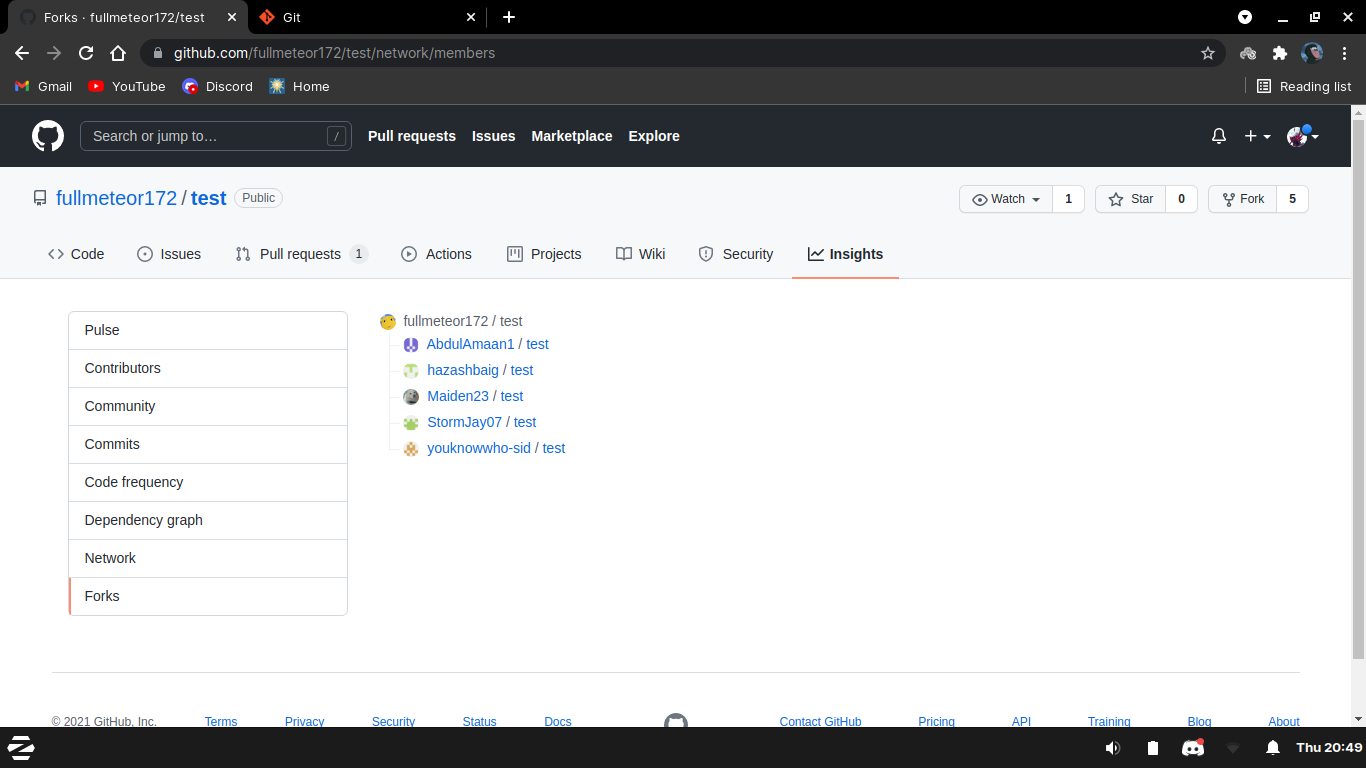 Forks · fullmeteor172/test
Git
github.com/fullmeteor172/test/network/members
Gmail YouTube Discord Home Reading list
Search or jump to… / Pull requests Issues Marketplace Explore
fullmeteor172 / test Public Watch 1 Star 0 Fork 5
Code Issues Pull requests 1 Actions Projects Wiki Security Insights
Pulse
Contributors
Community
Commits
Code frequency
Dependency graph
Network
Forks
fullmeteor172 / test
AbdulAmaan1 / test
hazashbaig / test
Maiden23 / test
StormJay07 / test
youknowwho-sid / test
© 2021 GitHub, Inc. Terms Privacy Security Status Docs Contact GitHub Pricing API Training Blog About
Thu 20:49